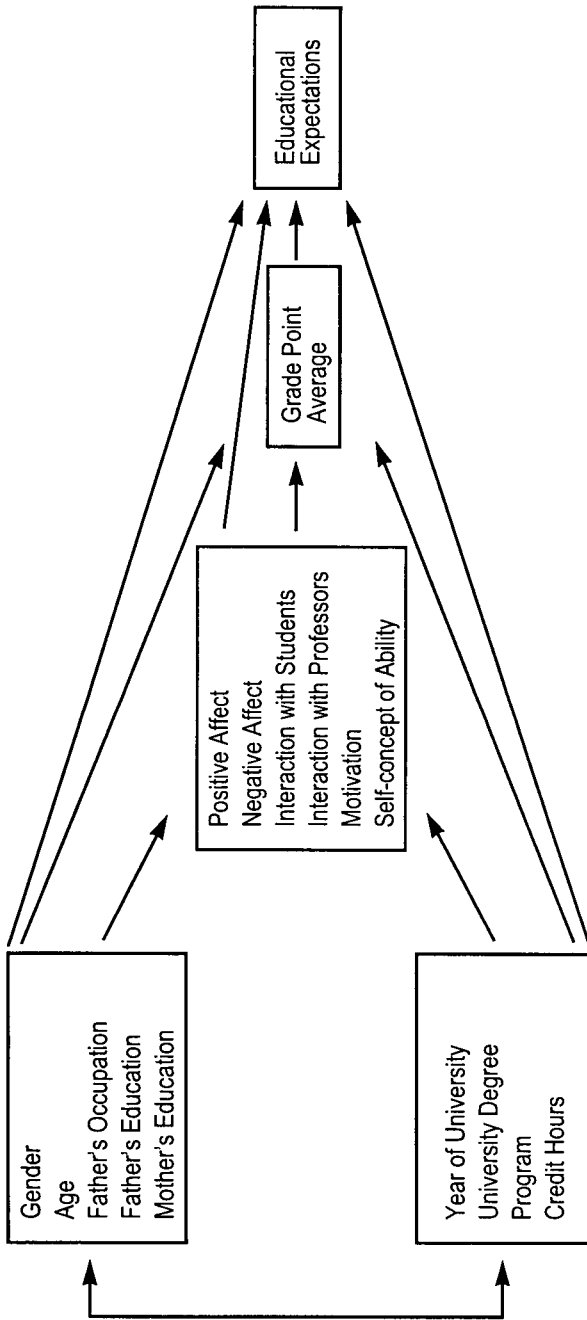 Gender
Age
Father's Occupation
Father's Education
Mother's Education
Year of University
University Degree
Program
Credit Hours
Positive Affect
Negative Affect
Interaction with Students
Interaction with Professors
Motivation
Self-concept of Ability
Grade Point
Average
Educational
Expectations